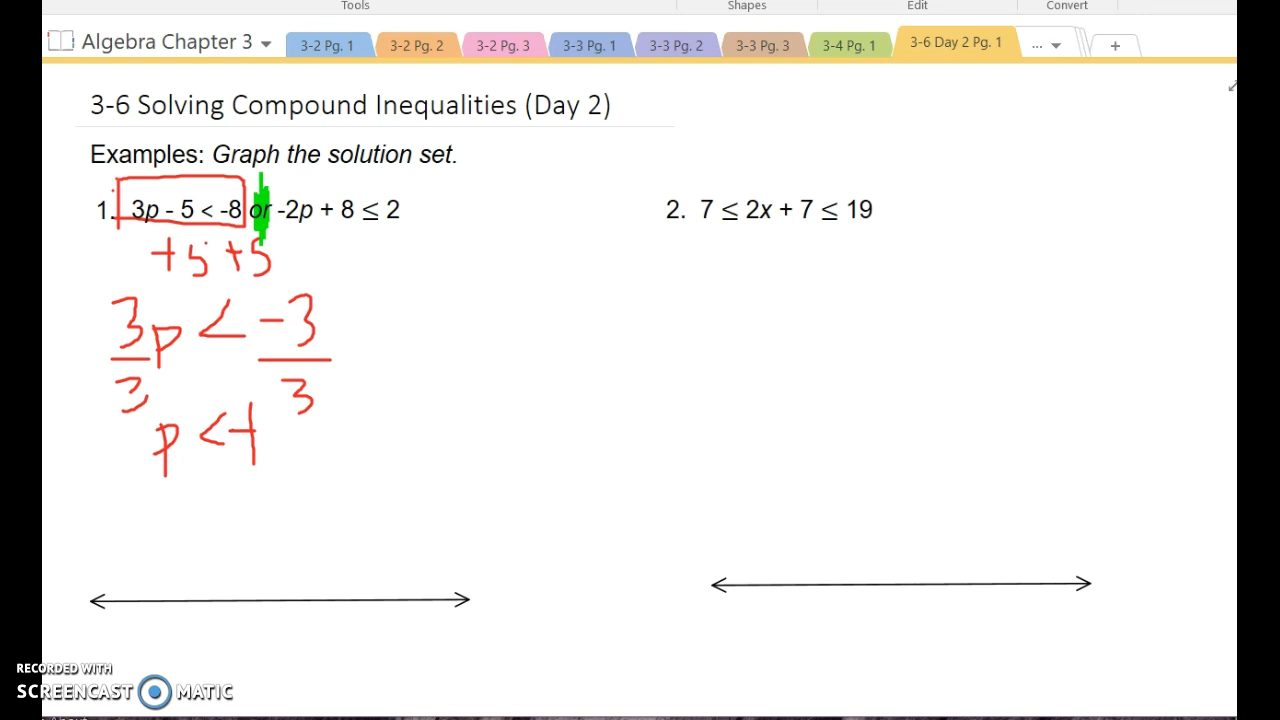 Tools Shapes Edit Convert
Algebra Chapter 3 3-2 Pg. 1 3-2 Pg. 2 3-2 Pg. 3 3-3 Pg. 1 3-3 Pg. 2 3-3 Pg. 3 3-4 Pg. 1 3-6 Day 2 Pg. 1 ... +
3-6 Solving Compound Inequalities (Day 2)
Examples: Graph the solution set.
1. 3p - 5 < -8 or -2p + 8 ≤ 2
+5 +5
3p < -3
3 3
p < -1
2. 7 ≤ 2x + 7 ≤ 19
RECORDED WITH
SCREENCAST MATIC